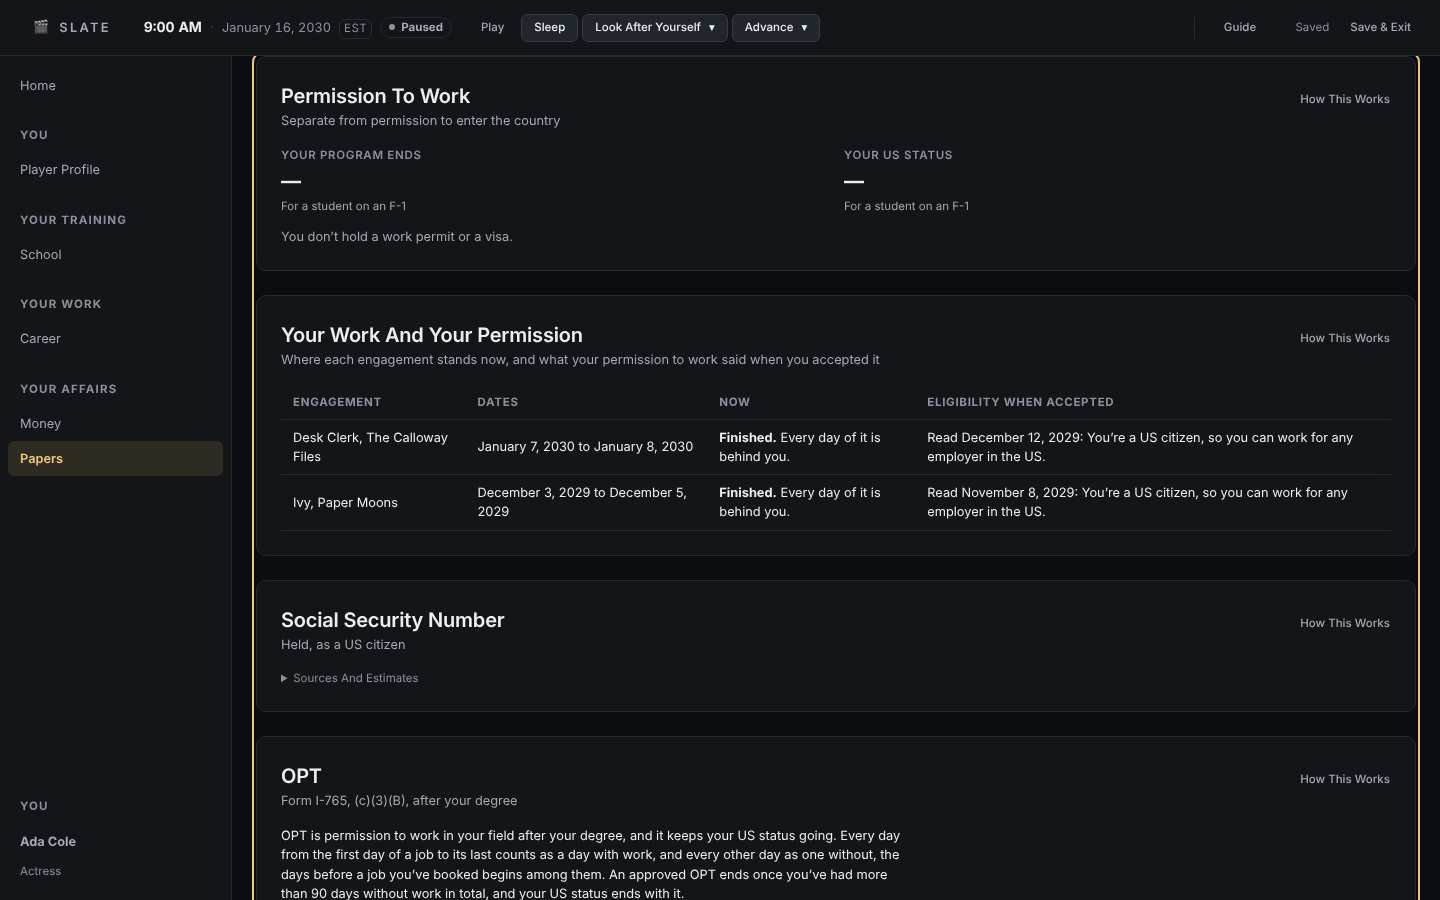 SLATE
9:00 AM · January 16, 2030 EST
Paused
Play
Sleep
Look After Yourself ▾
Advance ▾
Guide
Saved
Save & Exit
Home
YOU
Player Profile
YOUR TRAINING
School
YOUR WORK
Career
YOUR AFFAIRS
Money
Papers
YOU
Ada Cole
Actress
Permission To Work
How This Works
Separate from permission to enter the country
YOUR PROGRAM ENDS
—
For a student on an F-1
YOUR US STATUS
—
For a student on an F-1
You don't hold a work permit or a visa.
Your Work And Your Permission
How This Works
Where each engagement stands now, and what your permission to work said when you accepted it
ENGAGEMENT DATES NOW ELIGIBILITY WHEN ACCEPTED
Desk Clerk, The Calloway
Files
January 7, 2030 to January 8, 2030
Finished. Every day of it is
behind you.
Read December 12, 2029: You're a US citizen, so you can work for any
employer in the US.
Ivy, Paper Moons
December 3, 2029 to December 5,
2029
Finished. Every day of it is
behind you.
Read November 8, 2029: You're a US citizen, so you can work for any
employer in the US.
Social Security Number
How This Works
Held, as a US citizen
▶ Sources And Estimates
OPT
How This Works
Form I-765, (c)(3)(B), after your degree
OPT is permission to work in your field after your degree, and it keeps your US status going. Every day
from the first day of a job to its last counts as a day with work, and every other day as one without, the
days before a job you've booked begins among them. An approved OPT ends once you've had more
than 90 days without work in total, and your US status ends with it.